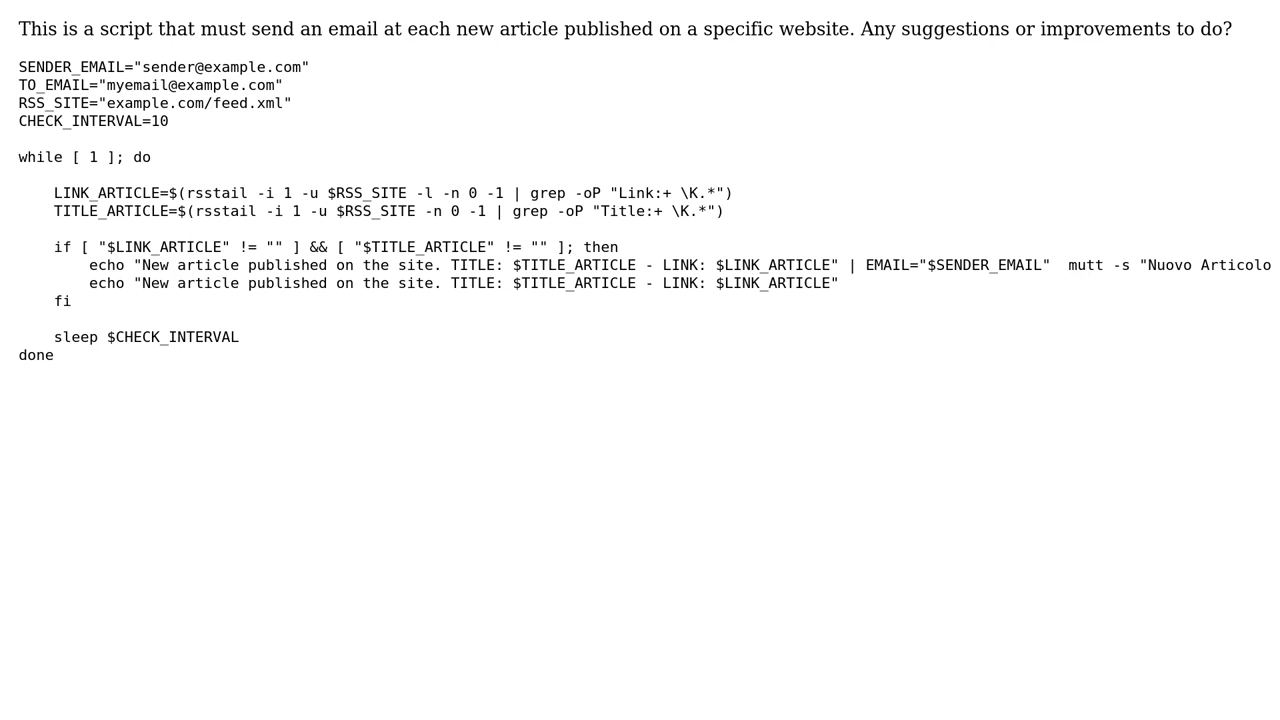 This is a script that must send an email at each new article published on a specific website. Any suggestions or improvements to do?
SENDER_EMAIL="sender@example.com"
TO_EMAIL="myemail@example.com"
RSS_SITE="example.com/feed.xml"
CHECK_INTERVAL=10
while [ 1 ]; do
    LINK_ARTICLE=$(rsstail -i 1 -u $RSS_SITE -l -n 0 -1 | grep -oP "Link:+ \K.*")
    TITLE_ARTICLE=$(rsstail -i 1 -u $RSS_SITE -n 0 -1 | grep -oP "Title:+ \K.*")
    if [ "$LINK_ARTICLE" != "" ] && [ "$TITLE_ARTICLE" != "" ]; then
        echo "New article published on the site. TITLE: $TITLE_ARTICLE - LINK: $LINK_ARTICLE" | EMAIL="$SENDER_EMAIL"  mutt -s "Nuovo Articolo
        echo "New article published on the site. TITLE: $TITLE_ARTICLE - LINK: $LINK_ARTICLE"
    fi
    sleep $CHECK_INTERVAL
done